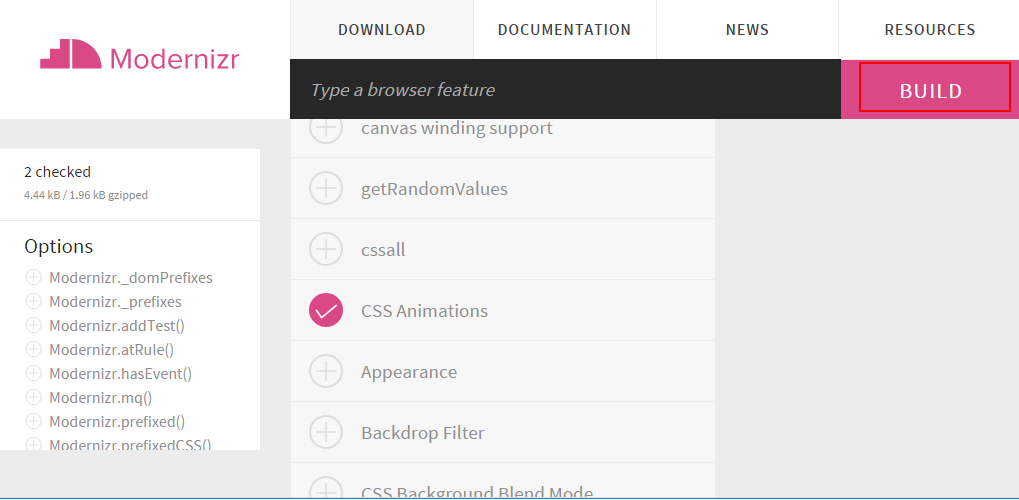 Modernizr
DOWNLOAD
DOCUMENTATION
NEWS
RESOURCES
Type a browser feature
BUILD
2 checked
4.44 kB / 1.96 kB gzipped
Options
Modernizr._domPrefixes
Modernizr._prefixes
Modernizr.addTest()
Modernizr.atRule()
Modernizr.hasEvent()
Modernizr.mq()
Modernizr.prefixed()
Modernizr.prefixedCSS()
canvas winding support
getRandomValues
cssall
CSS Animations
Appearance
Backdrop Filter
CSS Background Blend Mode